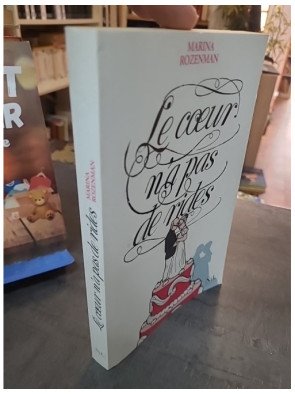 MARINA
ROZENMAN
Le cœur
n'a pas
de rides
MARINA
ROZENMAN
Le cœur n'a pas de rides
T
R